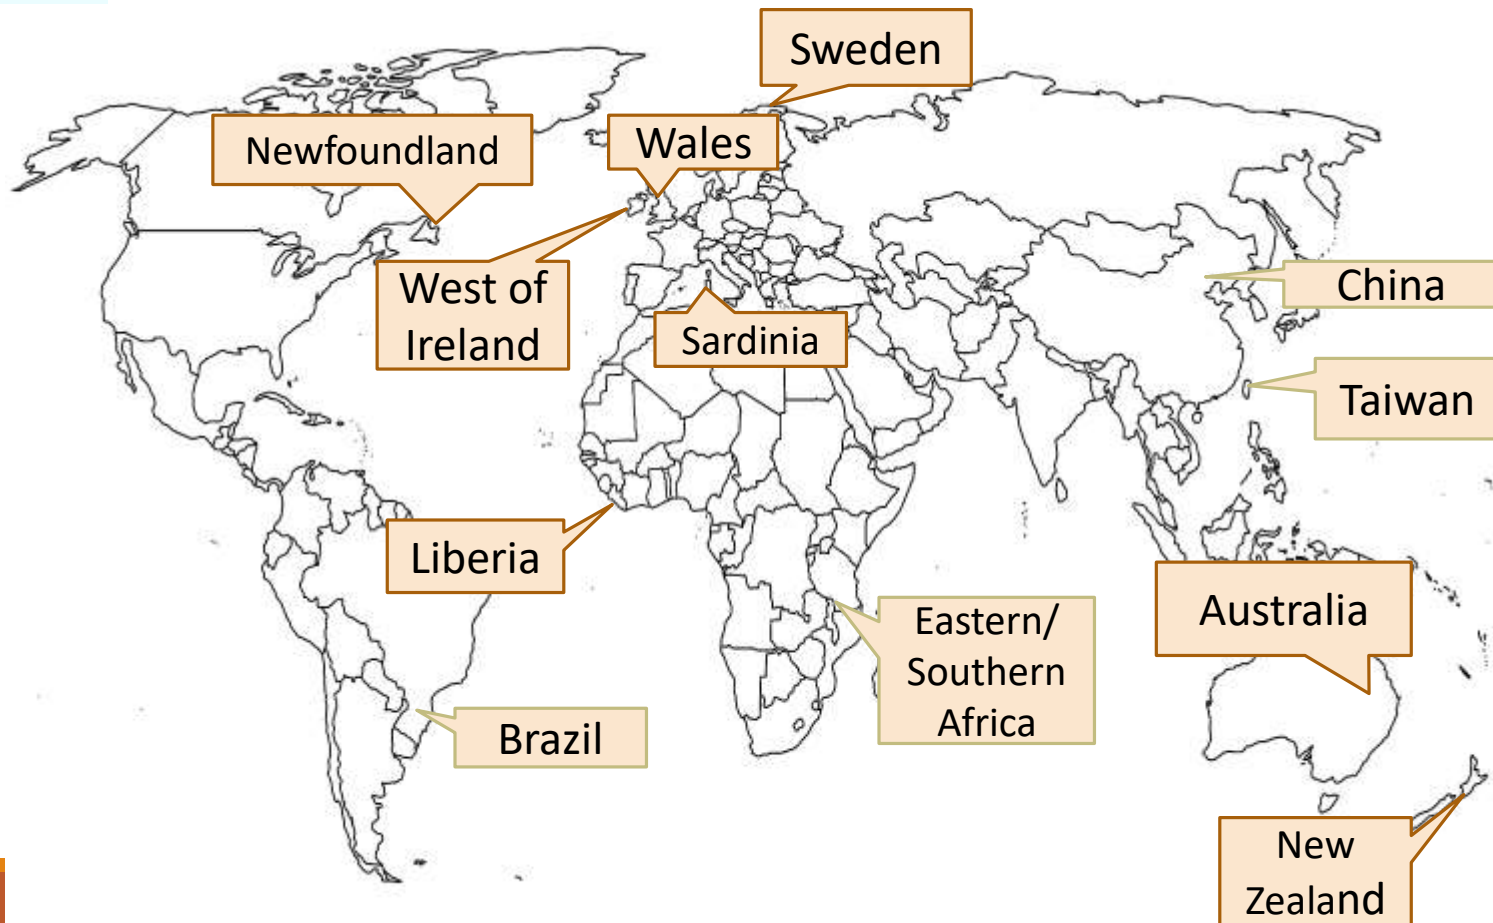 Sweden
Newfoundland
Wales
West of
Ireland
Sardinia
China
Taiwan
Liberia
Eastern/
Southern
Africa
Australia
Brazil
New
Zealand